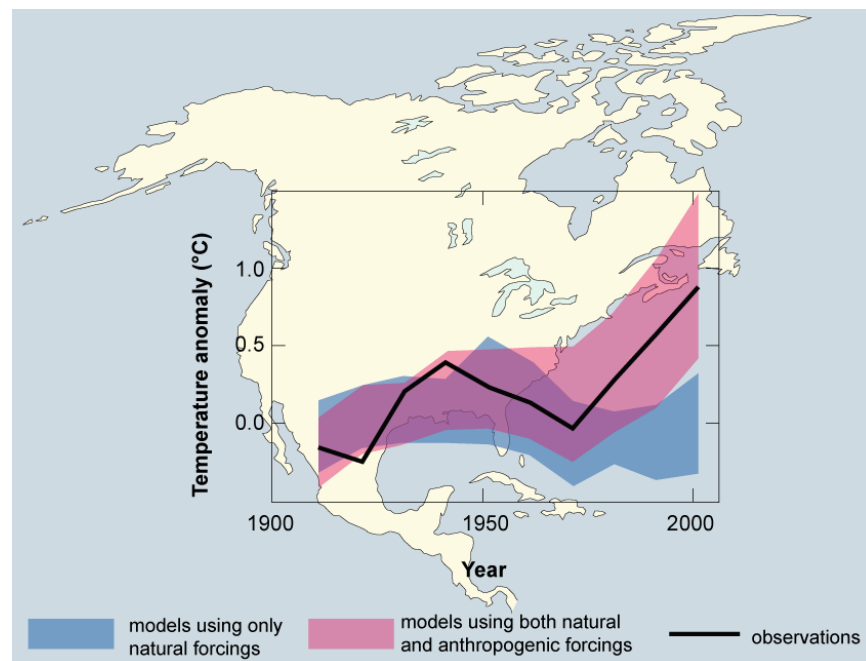 Temperature anomaly (°C)
1.0
0.5
0.0
1900
1950
2000
Year
models using only
natural forcings
models using both natural
and anthropogenic forcings
observations